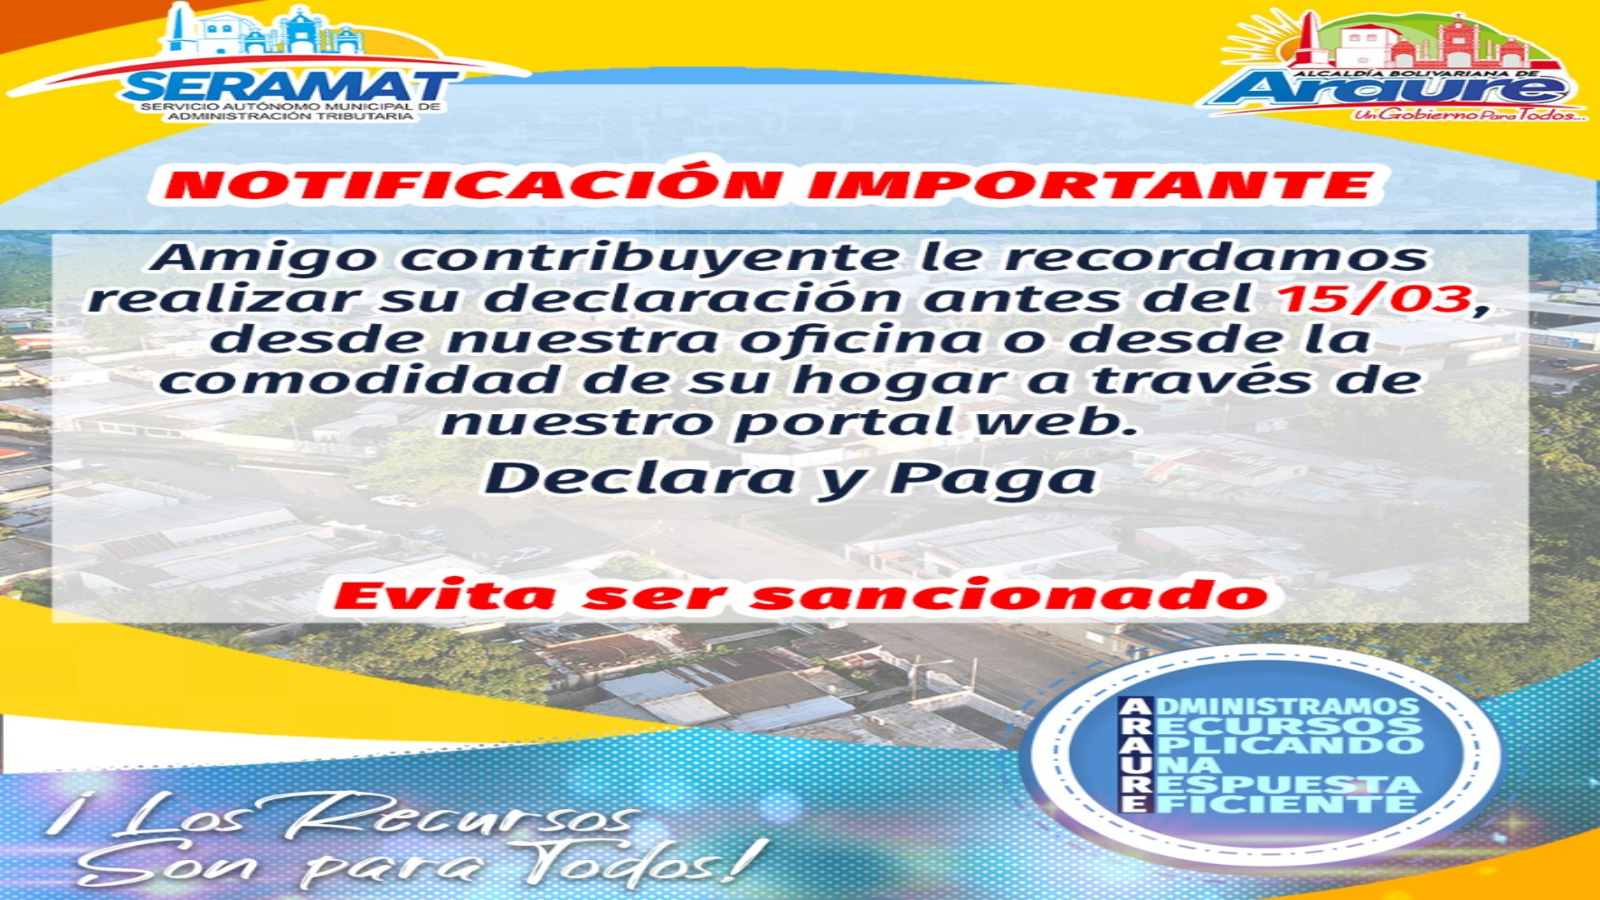 SERAMAT
SERVICIO AUTÓNOMO MUNICIPAL DE
ADMINISTRACIÓN TRIBUTARIA
ALCALDÍA BOLIVARIANA DE
Araure
Un Gobierno Para Todos...
NOTIFICACIÓN IMPORTANTE
Amigo contribuyente le recordamos
realizar su declaración antes del 15/03,
desde nuestra oficina o desde la
comodidad de su hogar a través de
nuestro portal web.
Declara y Paga
Evita ser sancionado
ADMINISTRAMOS
RECURSOS
APLICANDO
UNA
RESPUESTA
EFICIENTE
¡Los Recursos
Son para Todos!